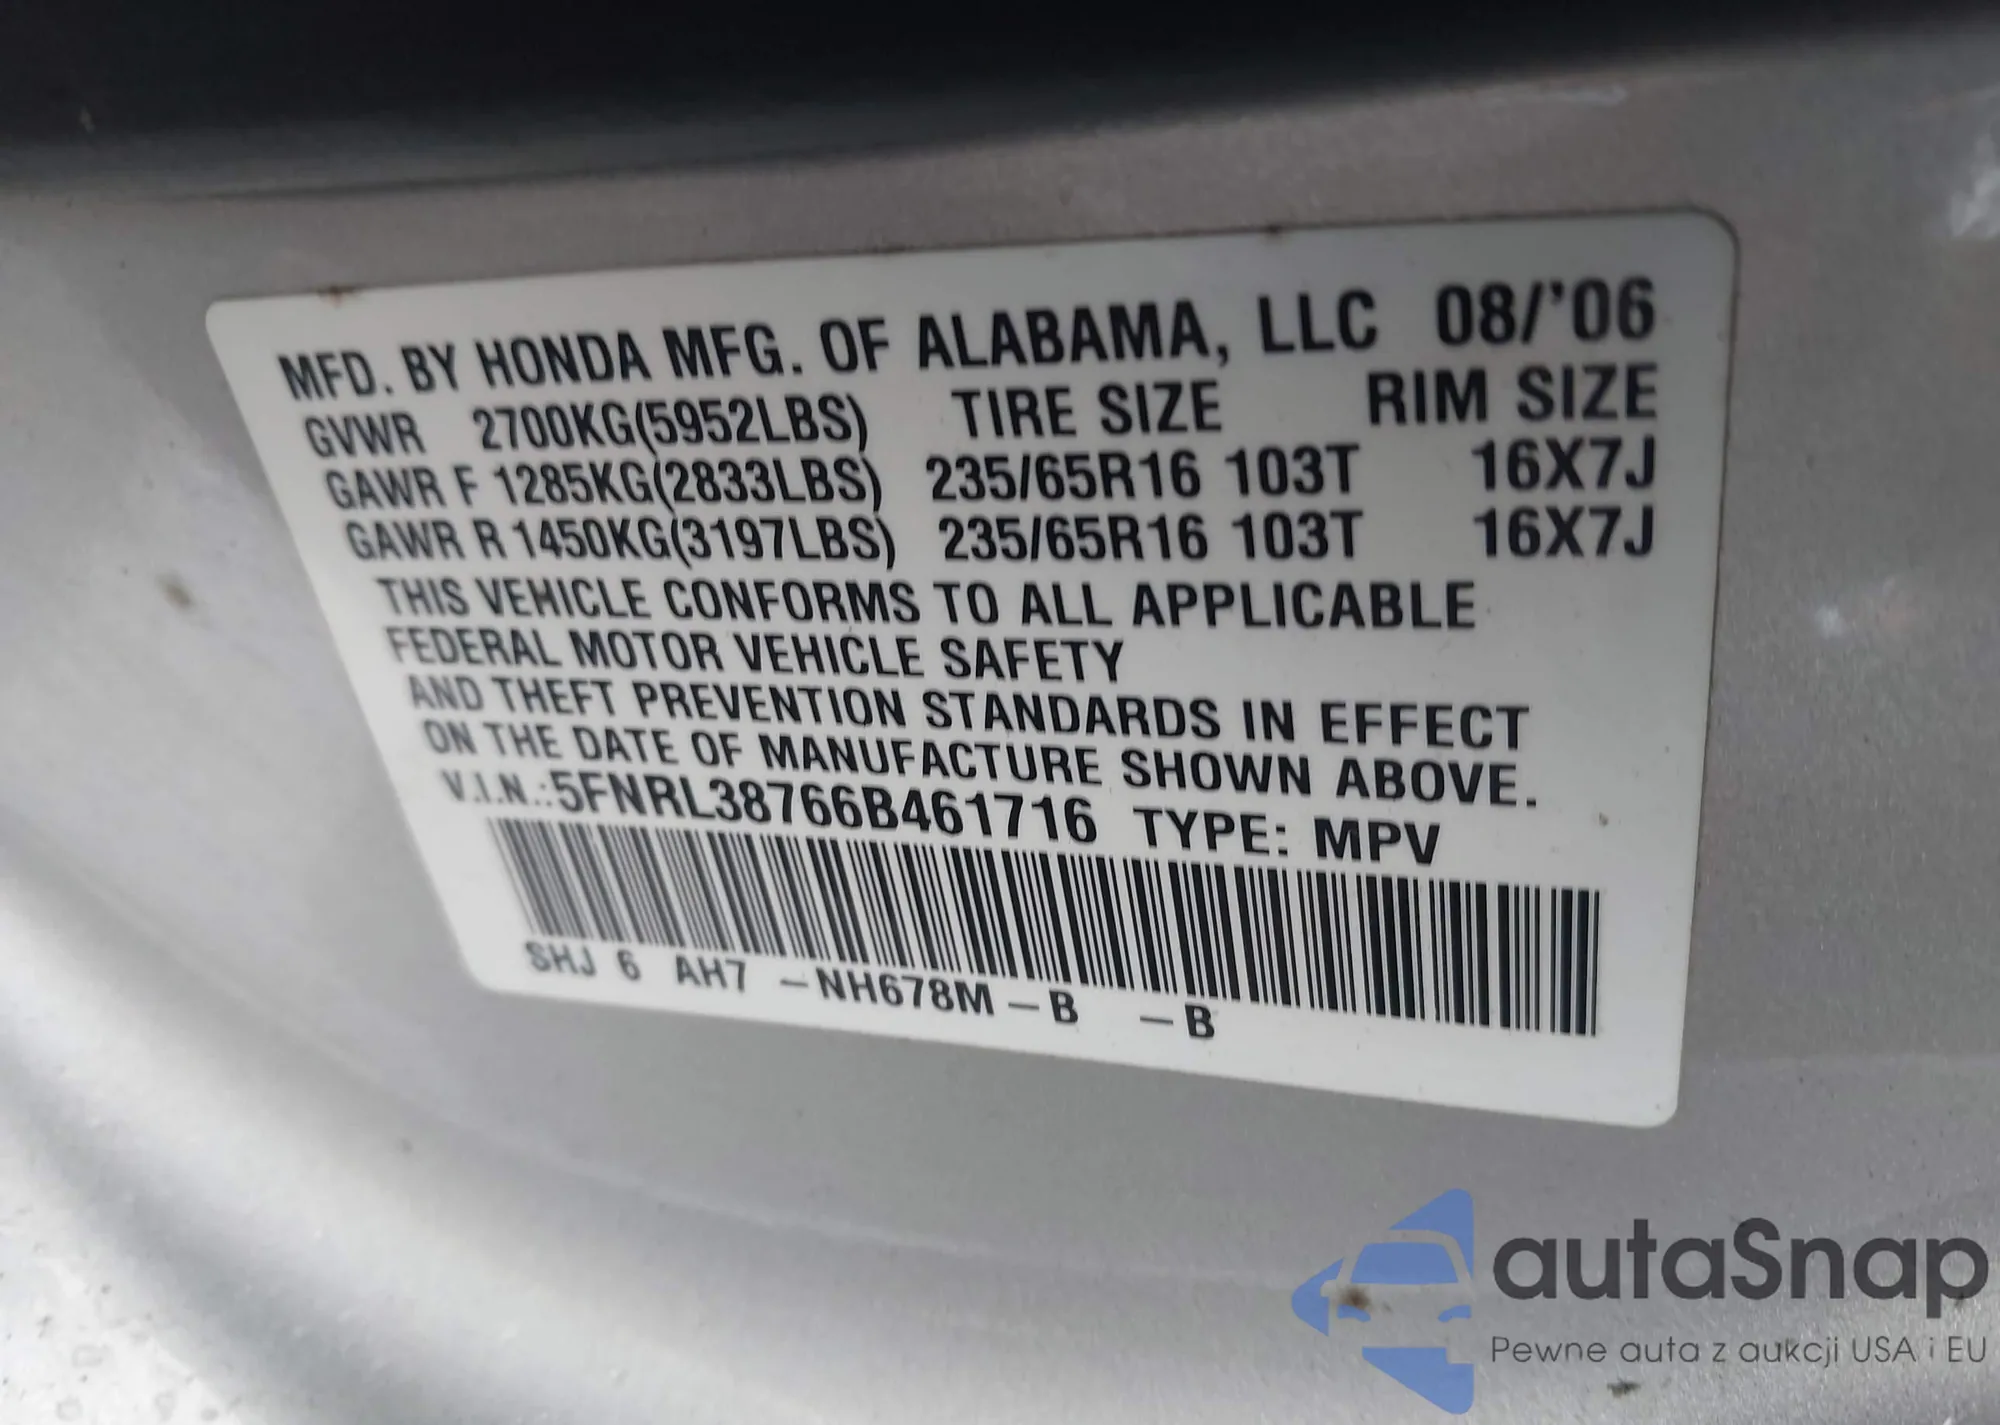 MFD. BY HONDA MFG. OF ALABAMA, LLC 08/'06
GVWR 2700KG(5952LBS) TIRE SIZE RIM SIZE
GAWR F 1285KG(2833LBS) 235/65R16 103T 16X7J
GAWR R 1450KG(3197LBS) 235/65R16 103T 16X7J
THIS VEHICLE CONFORMS TO ALL APPLICABLE
FEDERAL MOTOR VEHICLE SAFETY
AND THEFT PREVENTION STANDARDS IN EFFECT
ON THE DATE OF MANUFACTURE SHOWN ABOVE.
V.I.N.:5FNRL38766B461716 TYPE: MPV
SHJ 6 AH7 -NH678M-B -B
autaSnap
Pewne auta z aukcji USA i EU